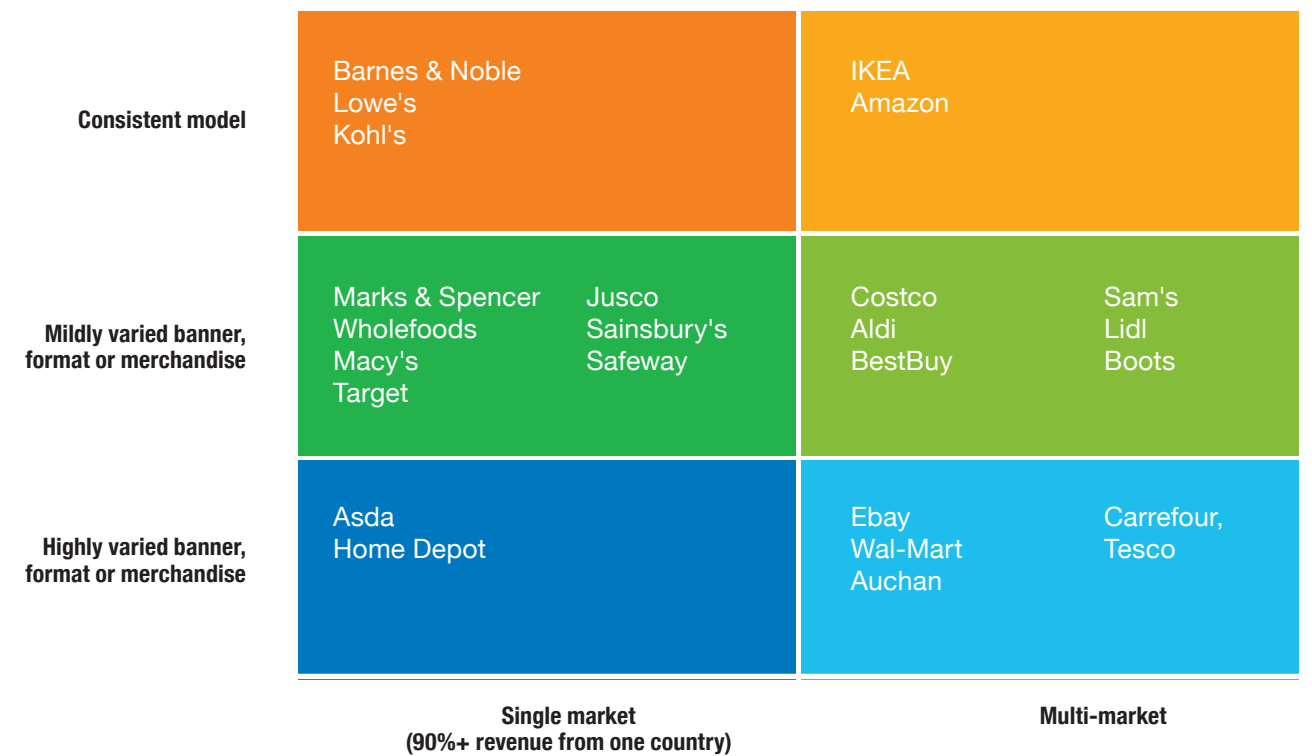 Consistent model
Barnes & Noble
Lowe's
Kohl's
IKEA
Amazon
Mildly varied banner,
format or merchandise
Marks & Spencer
Wholefoods
Macy's
Target
Jusco
Sainsbury's
Safeway
Costco
Aldi
BestBuy
Sam's
Lidl
Boots
Highly varied banner,
format or merchandise
Asda
Home Depot
Ebay
Wal-Mart
Auchan
Carrefour,
Tesco
Single market
(90%+ revenue from one country)
Multi-market